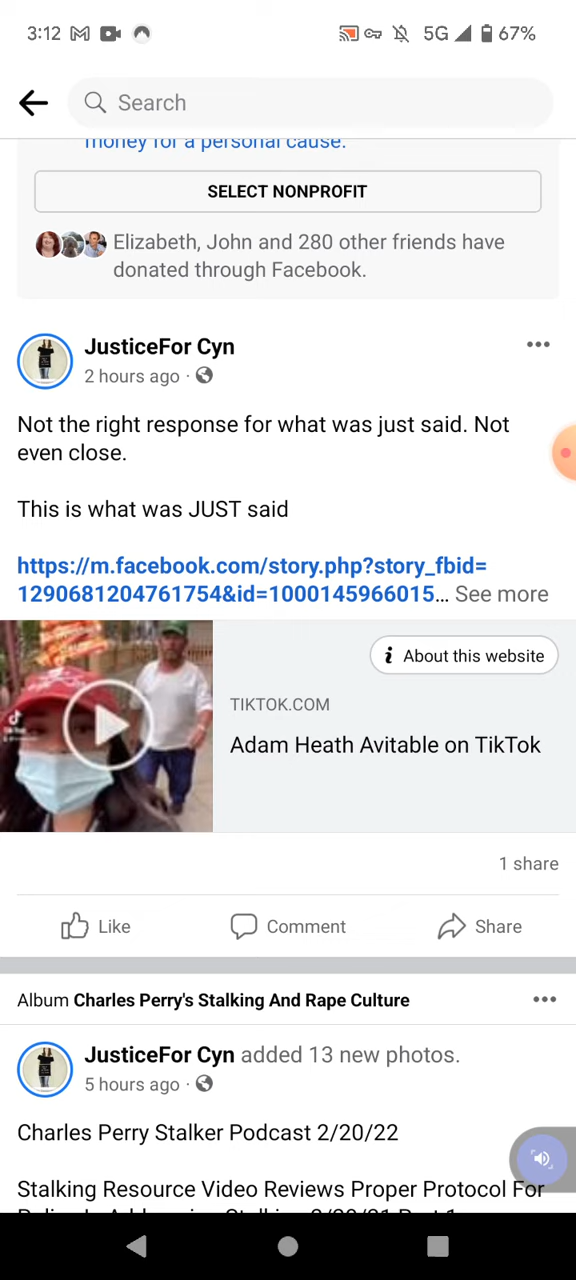 3:12
5G
67%
Search
money for a personal cause.
SELECT NONPROFIT
Elizabeth, John and 280 other friends have
donated through Facebook.
JusticeFor Cyn
2 hours ago ·
Not the right response for what was just said. Not
even close.
This is what was JUST said
https://m.facebook.com/story.php?story_fbid=
1290681204761754&id=1000145966015... See more
About this website
TIKTOK.COM
Adam Heath Avitable on TikTok
1 share
Like
Comment
Share
Album Charles Perry's Stalking And Rape Culture
JusticeFor Cyn added 13 new photos.
5 hours ago ·
Charles Perry Stalker Podcast 2/20/22
Stalking Resource Video Reviews Proper Protocol For